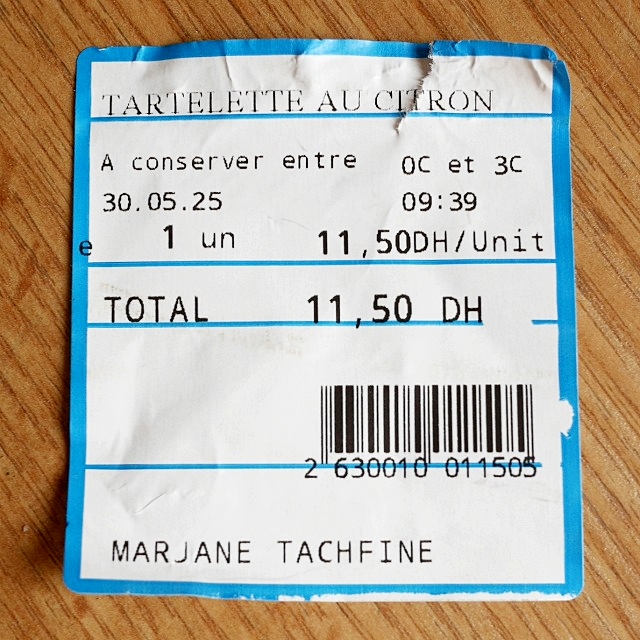 TARTELETTE AU CITRON
A conserver entre 0C et 3C
30.05.25 09:39
e 1 un 11,50DH/Unit
TOTAL 11,50 DH
2 630010 011505
MARJANE TACHFINE